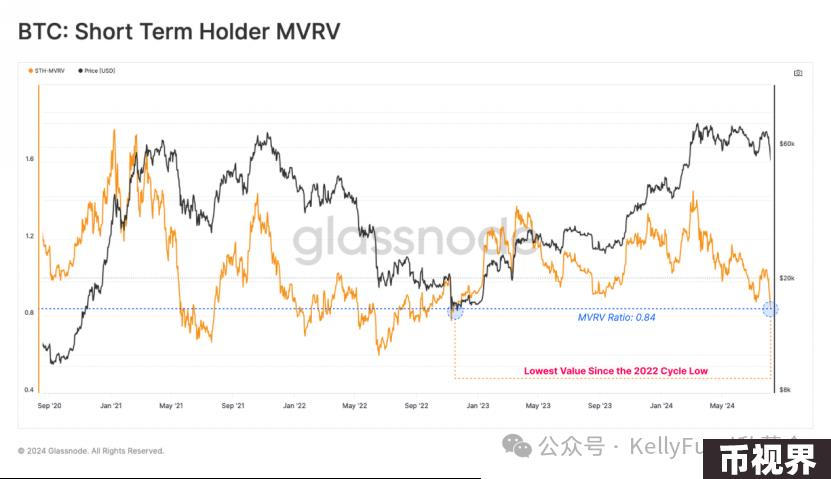 BTC: Short Term Holder MVRV
STH-MVRV Price [USD]
1.6
1.2
0.8
0.4
$60k
$20k
$8k
glassnode
MVRV Ratio: 0.84
Lowest Value Since the 2022 Cycle Low
Sep '20 Jan '21 May '21 Sep '21 Jan '22 May '22 Sep '22 Jan '23 May '23 Sep '23 Jan '24 May '24
© 2024 Glassnode. All Rights Reserved.
公众号 · KellyFu
币视界